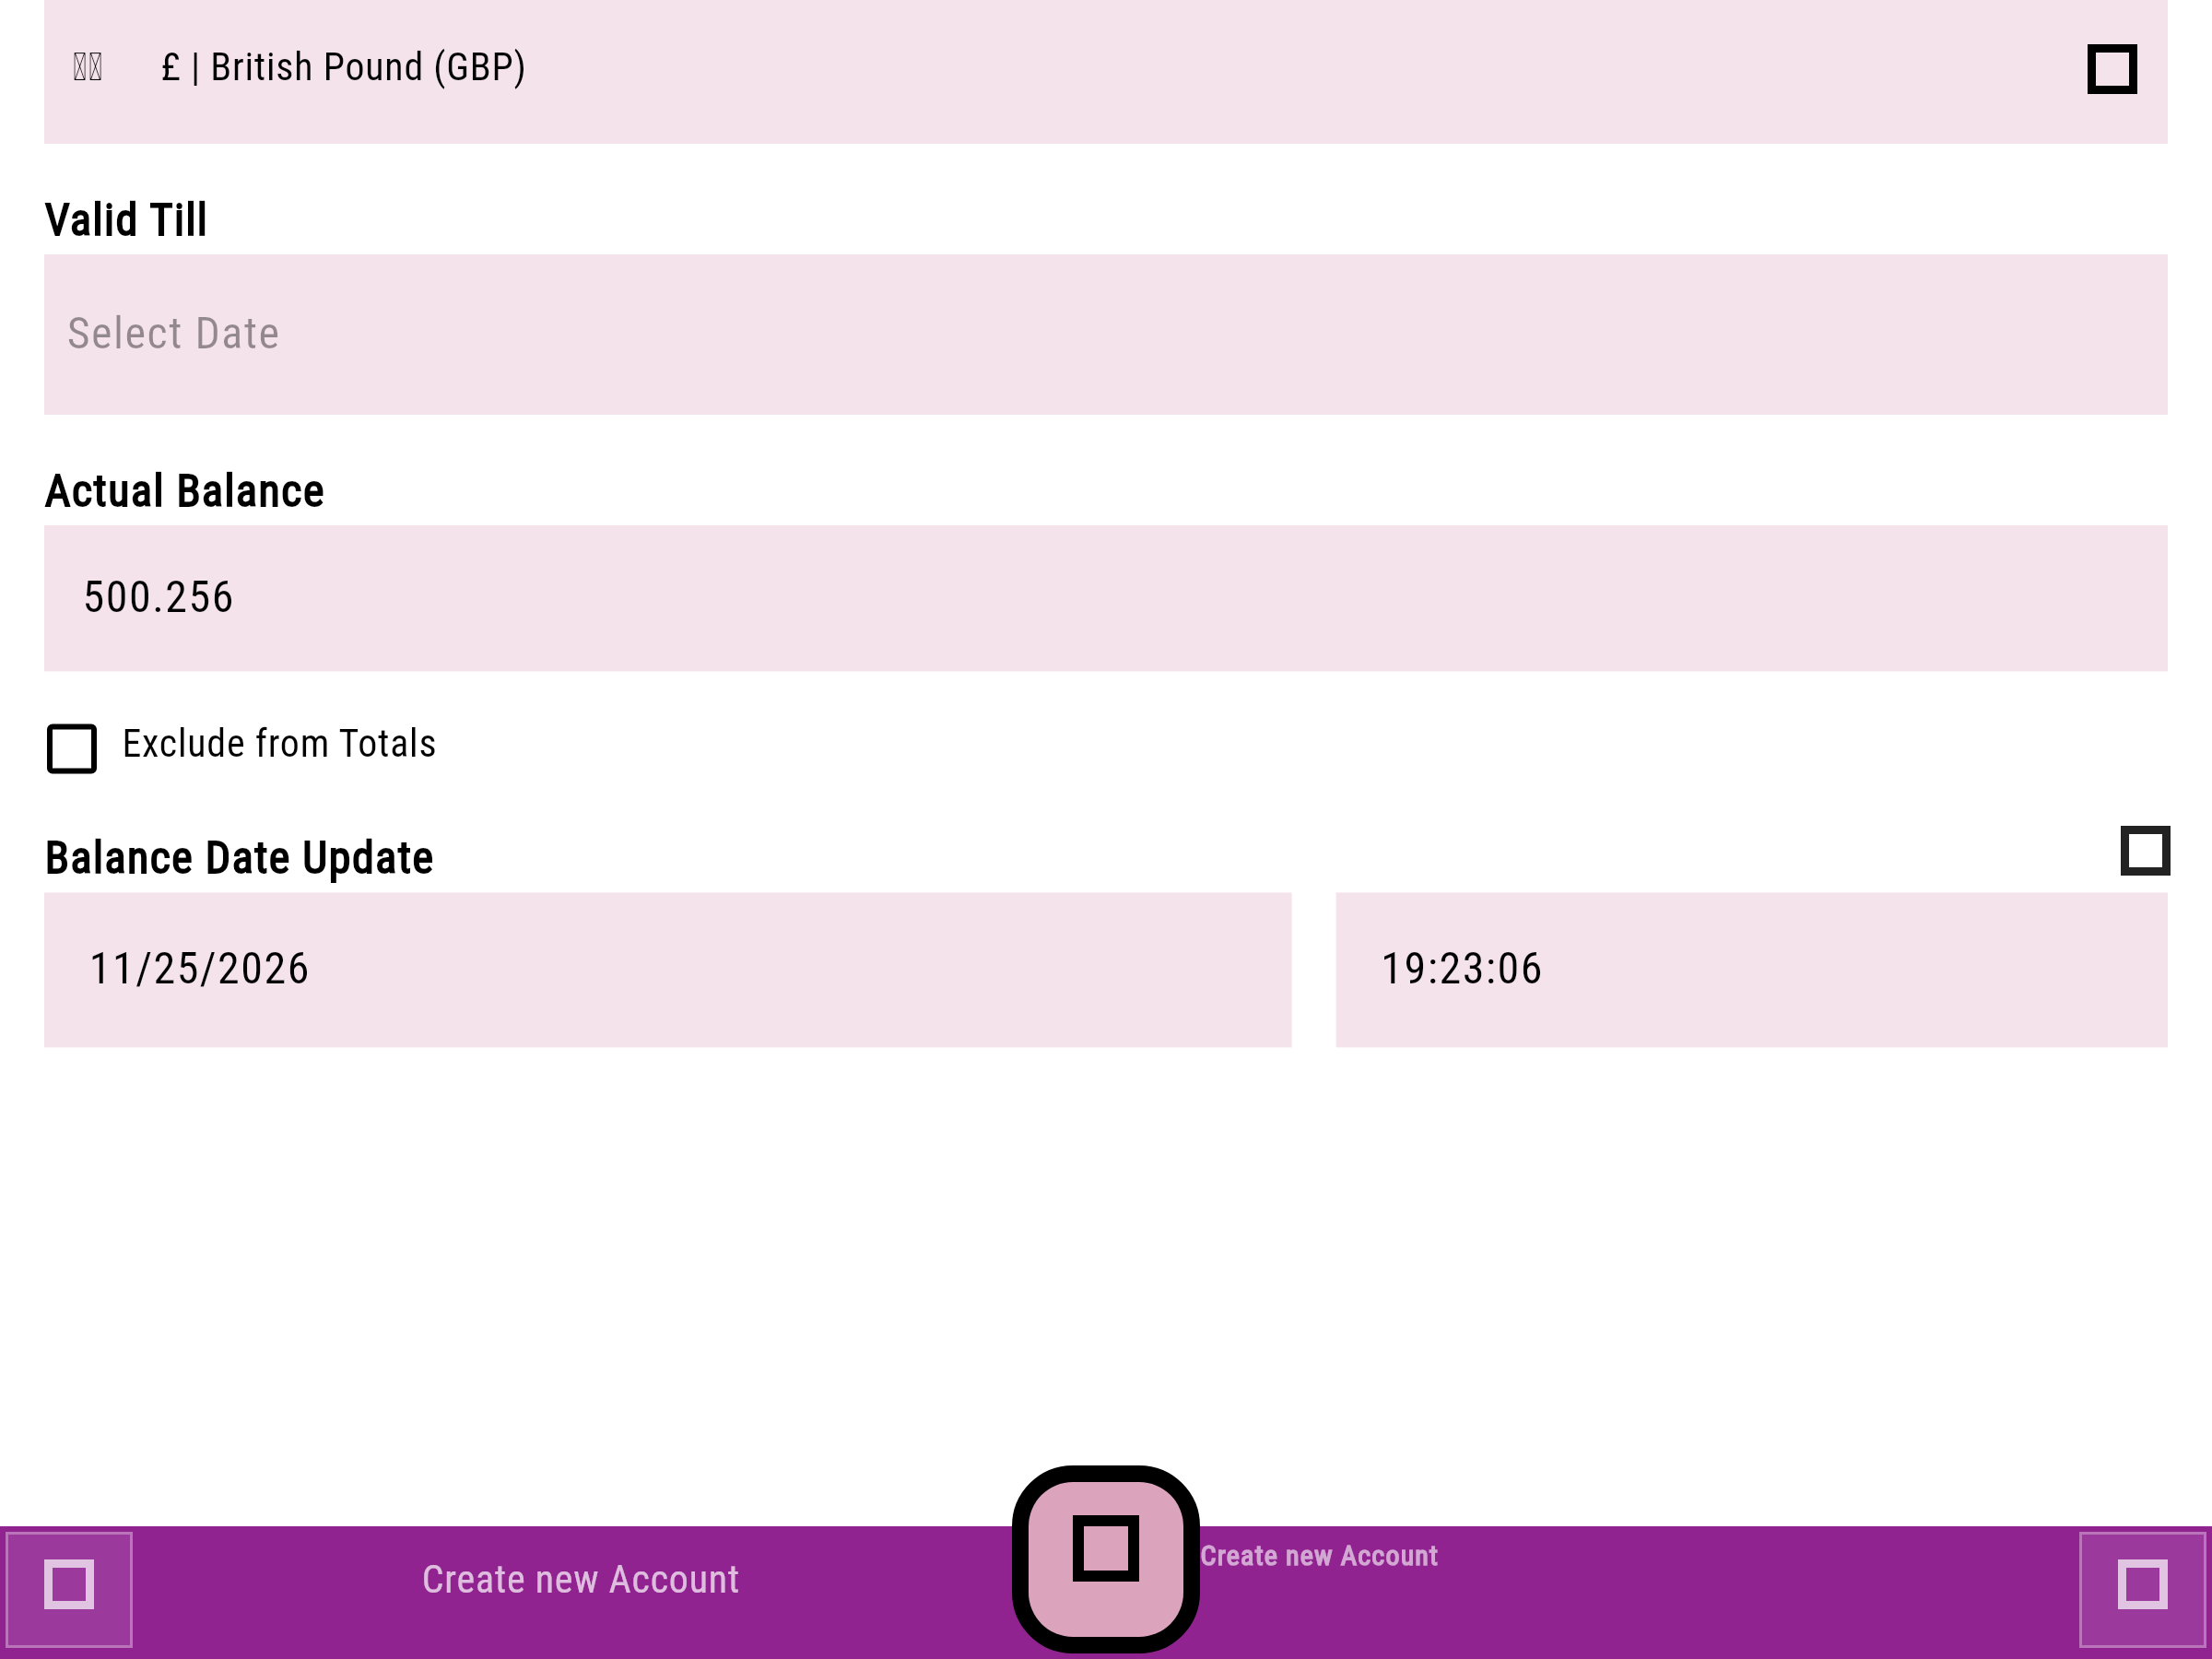 £ | British Pound (GBP)
Valid Till
Select Date
Actual Balance
500.256
Exclude from Totals
Balance Date Update
11/25/2026
19:23:06
Create new Account
Create new Account